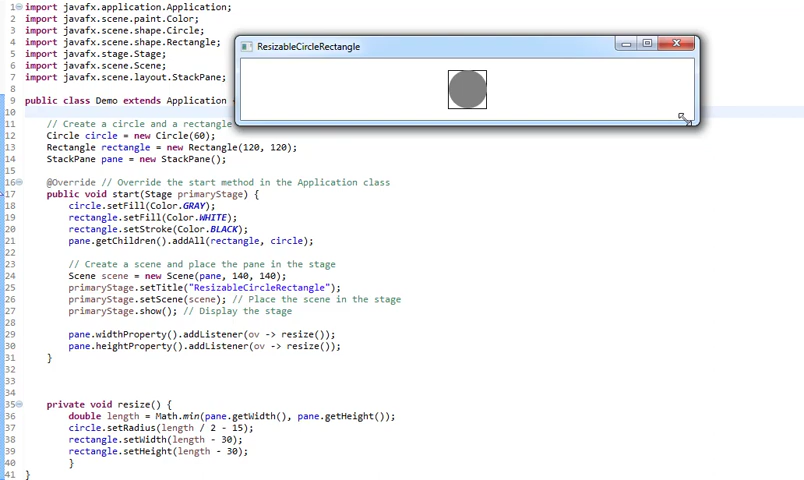 1 import javafx.application.Application;
2 import javafx.scene.paint.Color;
3 import javafx.scene.shape.Circle;
4 import javafx.scene.shape.Rectangle;
5 import javafx.stage.Stage;
6 import javafx.scene.Scene;
7 import javafx.scene.layout.StackPane;
ResizableCircleRectangle
8
9 public class Demo extends Application
10
11 // Create a circle and a rectangle
12 Circle circle = new Circle(60);
13 Rectangle rectangle = new Rectangle(120, 120);
14 StackPane pane = new StackPane();
15
16 @Override // Override the start method in the Application class
17 public void start(Stage primaryStage) {
18 circle.setFill(Color.GRAY);
19 rectangle.setFill(Color.WHITE);
20 rectangle.setStroke(Color.BLACK);
21 pane.getChildren().addAll(rectangle, circle);
22
23 // Create a scene and place the pane in the stage
24 Scene scene = new Scene(pane, 140, 140);
25 primaryStage.setTitle("ResizableCircleRectangle");
26 primaryStage.setScene(scene); // Place the scene in the stage
27 primaryStage.show(); // Display the stage
28
29 pane.widthProperty().addListener(ov -> resize());
30 pane.heightProperty().addListener(ov -> resize());
31 }
32
33
34
35 private void resize() {
36 double length = Math.min(pane.getWidth(), pane.getHeight());
37 circle.setRadius(length / 2 - 15);
38 rectangle.setWidth(length - 30);
39 rectangle.setHeight(length - 30);
40 }
41 }